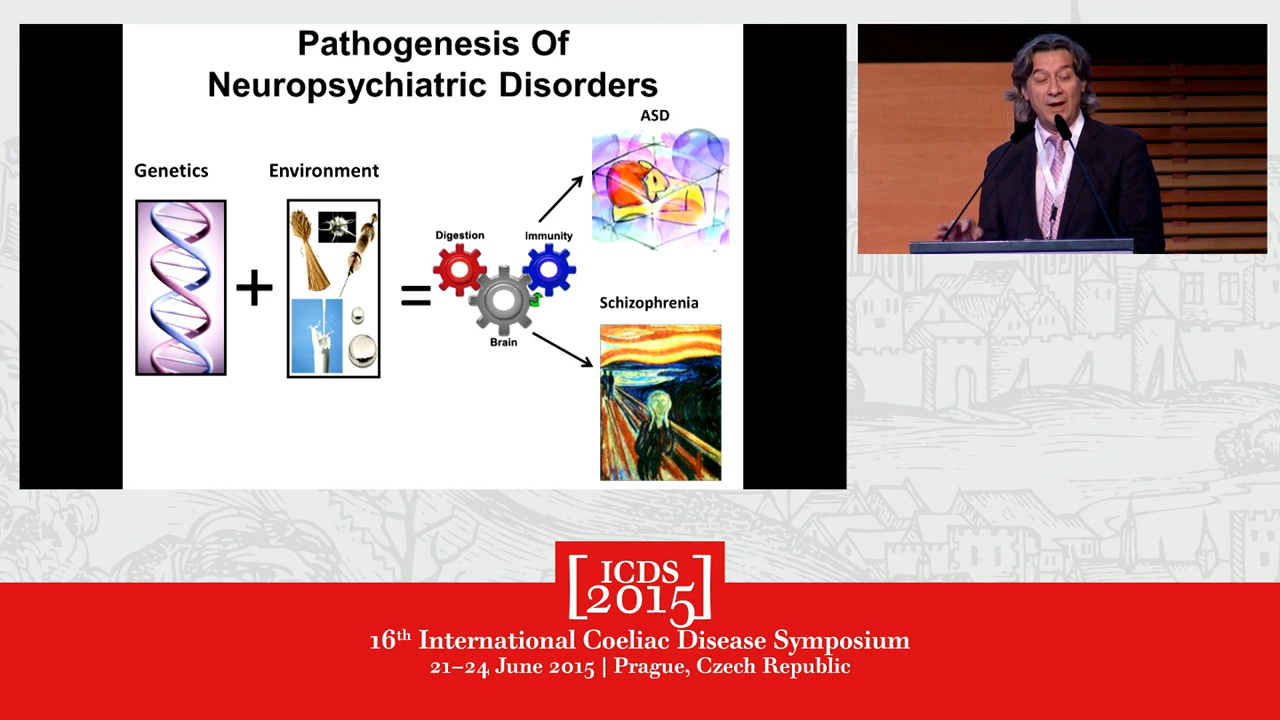 Pathogenesis Of
Neuropsychiatric Disorders
ASD
Genetics
Environment
Digestion
Immunity
Brain
Schizophrenia
[ICDS
2015]
16th International Coeliac Disease Symposium
21–24 June 2015 | Prague, Czech Republic